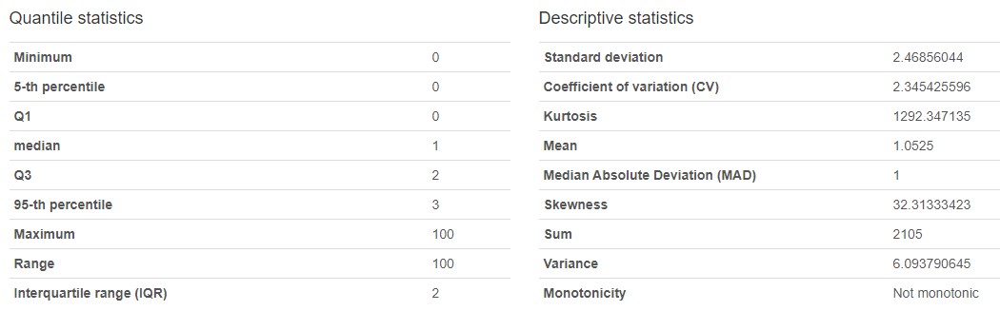 Quantile statistics
Minimum 0
5-th percentile 0
Q1 0
median 1
Q3 2
95-th percentile 3
Maximum 100
Range 100
Interquartile range (IQR) 2
Descriptive statistics
Standard deviation 2.46856044
Coefficient of variation (CV) 2.345425596
Kurtosis 1292.347135
Mean 1.0525
Median Absolute Deviation (MAD) 1
Skewness 32.31333423
Sum 2105
Variance 6.093790645
Monotonicity Not monotonic